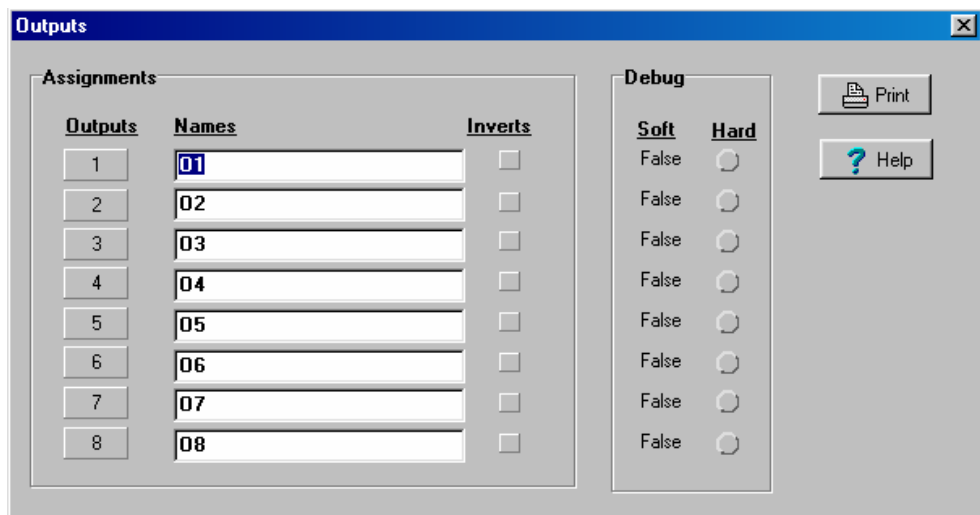 Outputs
Assignments
Outputs Names Inverts
1 O1
2 O2
3 O3
4 O4
5 O5
6 O6
7 O7
8 O8
Debug
Soft Hard
False
False
False
False
False
False
False
False
Print
Help